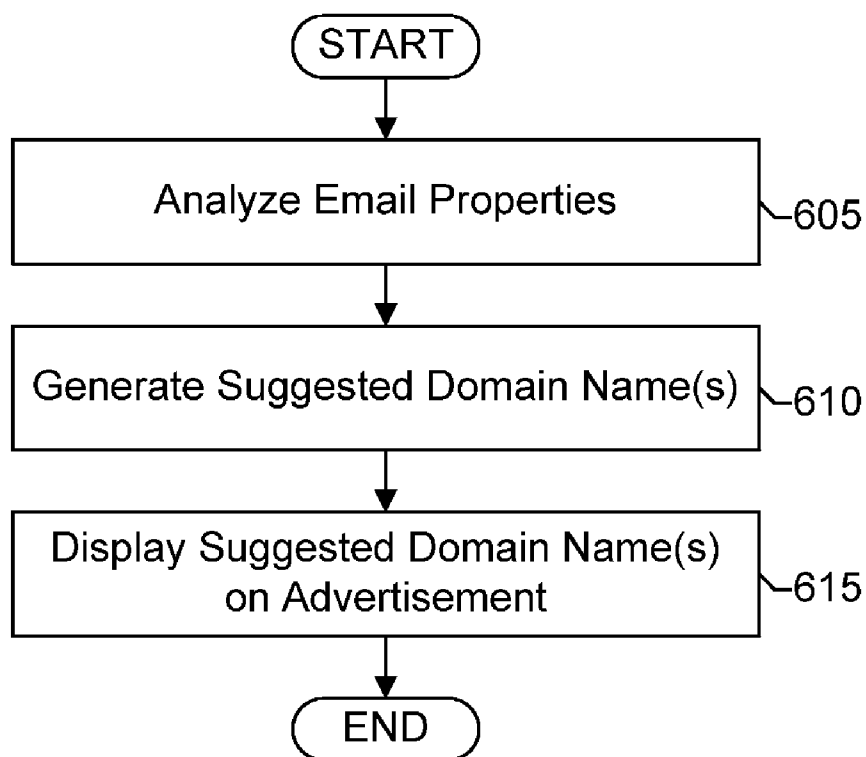 START
Analyze Email Properties
605
Generate Suggested Domain Name(s)
610
Display Suggested Domain Name(s)
on Advertisement
615
END